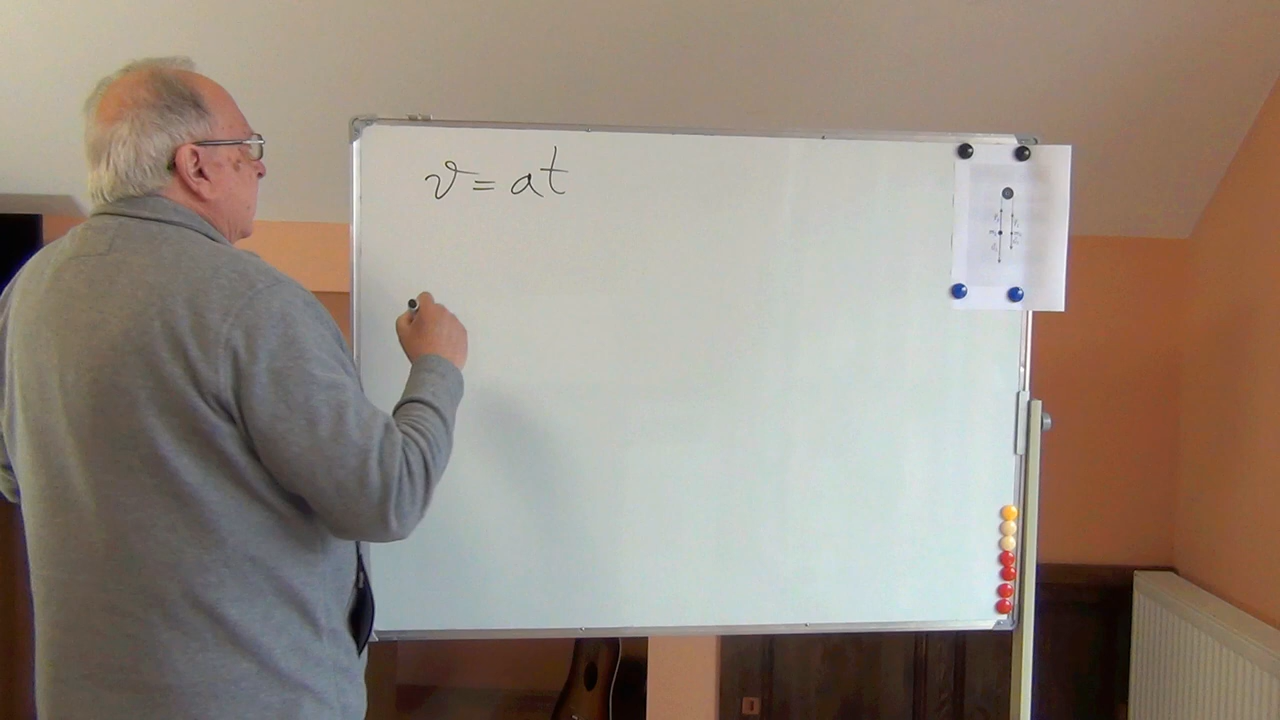 v = at